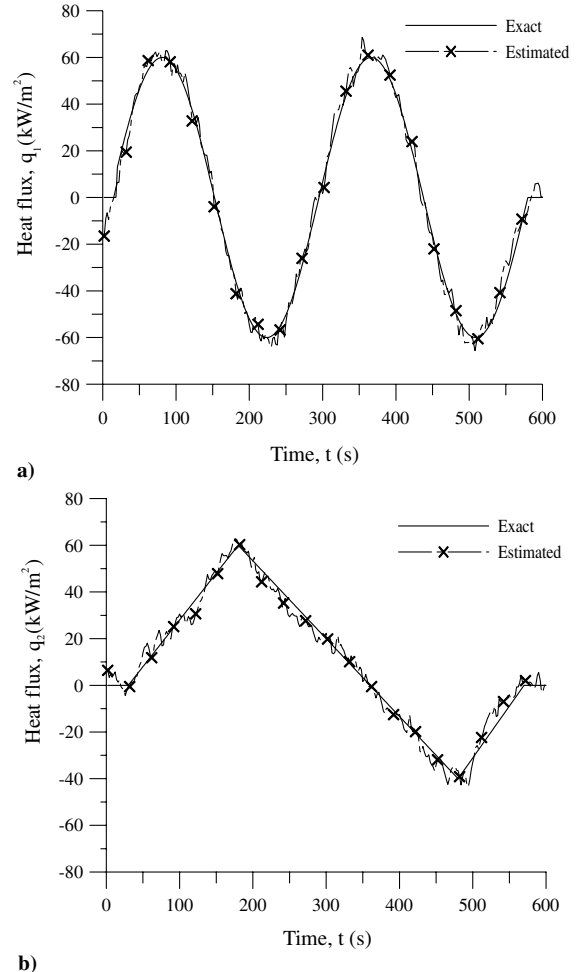 80
60
40
20
0
-20
-40
-60
-80
Heat flux, q₁(kW/m²)
Exact
Estimated
0 100 200 300 400 500 600
Time, t (s)
a)
80
60
40
20
0
-20
-40
-60
-80
Heat flux, q₂(kW/m²)
Exact
Estimated
0 100 200 300 400 500 600
Time, t (s)
b)